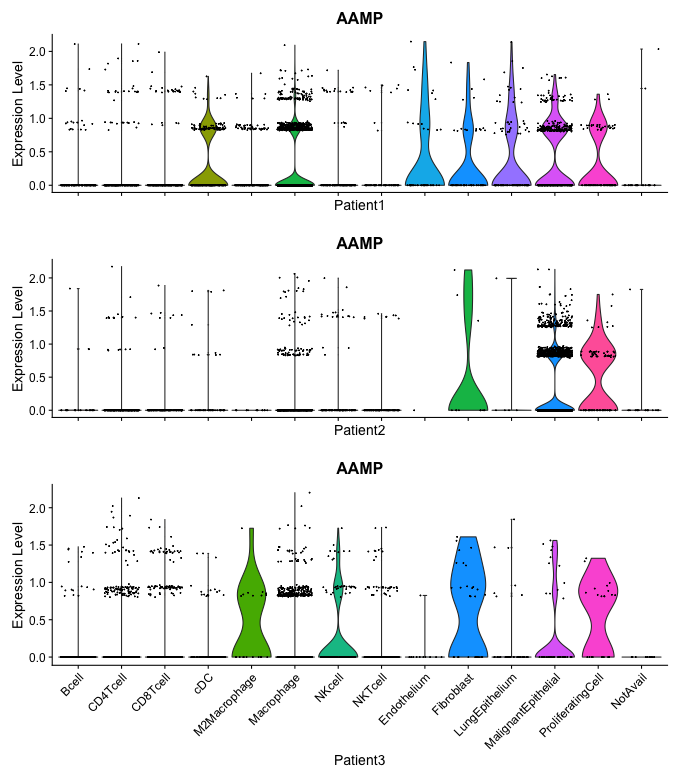 AAMP
Expression Level
2.0
1.5
1.0
0.5
0.0
Patient1
AAMP
Expression Level
2.0
1.5
1.0
0.5
0.0
Patient2
AAMP
Expression Level
2.0
1.5
1.0
0.5
0.0
Bcell
CD4Tcell
CD8Tcell
cDC
M2Macrophage
Macrophage
NKcell
NKTcell
Endothelium
Fibroblast
LungEpithelium
MalignantEpithelial
ProliferatingCell
NotAvail
Patient3